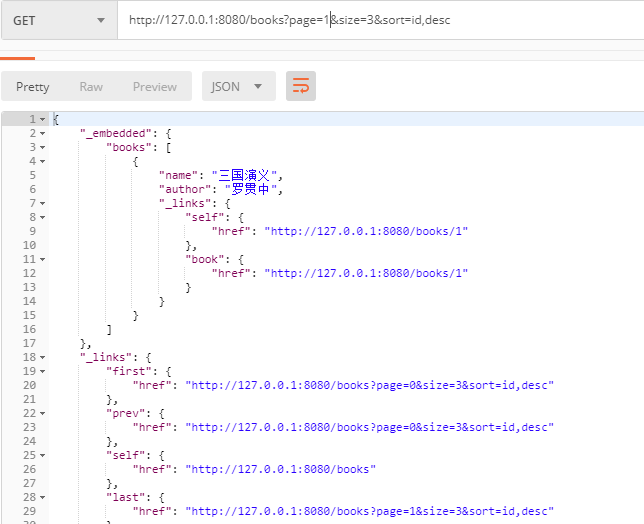 GET http://127.0.0.1:8080/books?page=1&size=3&sort=id,desc
Pretty Raw Preview JSON
1 {
2 "_embedded": {
3 "books": [
4 {
5 "name": "三国演义",
6 "author": "罗贯中",
7 "_links": {
8 "self": {
9 "href": "http://127.0.0.1:8080/books/1"
10 },
11 "book": {
12 "href": "http://127.0.0.1:8080/books/1"
13 }
14 }
15 }
16 ]
17 },
18 "_links": {
19 "first": {
20 "href": "http://127.0.0.1:8080/books?page=0&size=3&sort=id,desc"
21 },
22 "prev": {
23 "href": "http://127.0.0.1:8080/books?page=0&size=3&sort=id,desc"
24 },
25 "self": {
26 "href": "http://127.0.0.1:8080/books"
27 },
28 "last": {
29 "href": "http://127.0.0.1:8080/books?page=1&size=3&sort=id,desc"